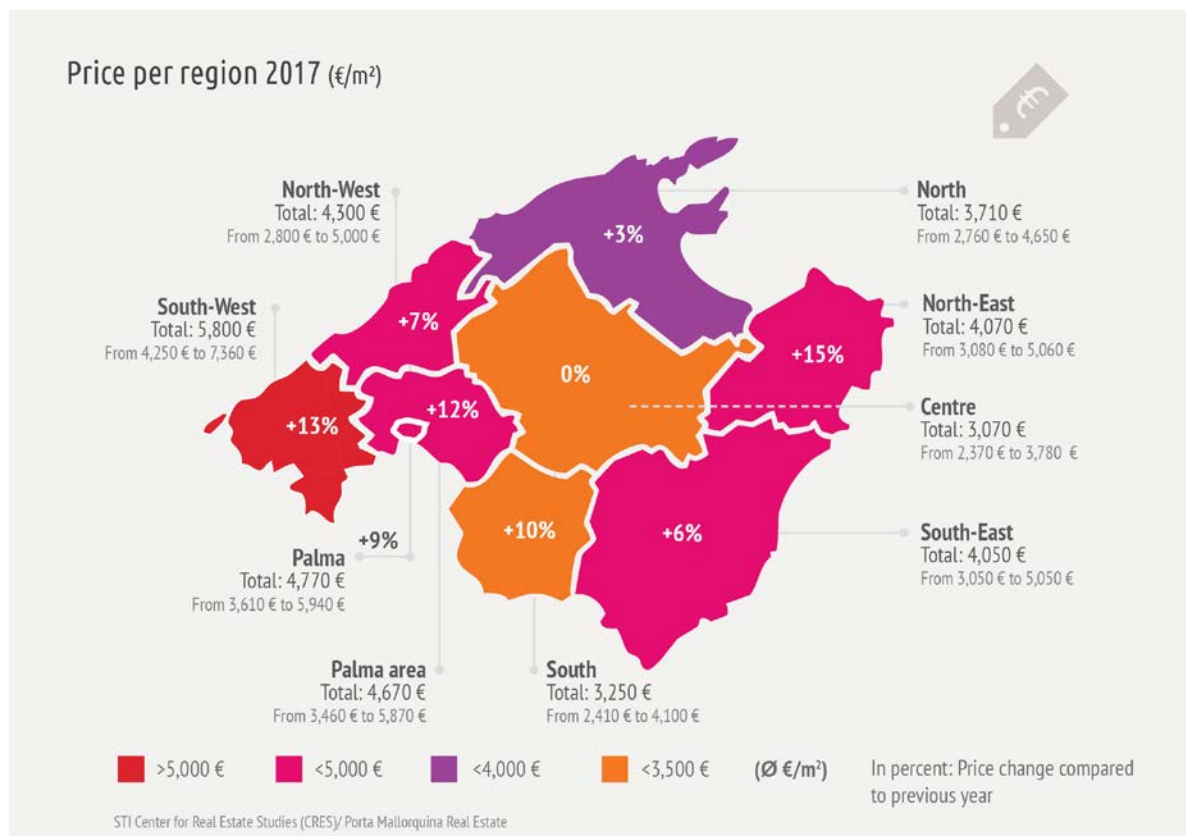 Price per region 2017 (€/m²)
€
North-West
Total: 4,300 €
From 2,800 € to 5,000 €
South-West
Total: 5,800 €
From 4,250 € to 7,360 €
North
Total: 3,710 €
From 2,760 € to 4,650 €
North-East
Total: 4,070 €
From 3,080 € to 5,060 €
Centre
Total: 3,070 €
From 2,370 € to 3,780 €
South-East
Total: 4,050 €
From 3,050 € to 5,050 €
+3%
+7%
+15%
0%
+12%
+13%
+10%
+6%
+9%
Palma
Total: 4,770 €
From 3,610 € to 5,940 €
Palma area
Total: 4,670 €
From 3,460 € to 5,870 €
South
Total: 3,250 €
From 2,410 € to 4,100 €
>5,000 €
<5,000 €
<4,000 €
<3,500 €
(Ø €/m²)
In percent: Price change compared
to previous year
STI Center for Real Estate Studies (CRES)/ Porta Mallorquina Real Estate